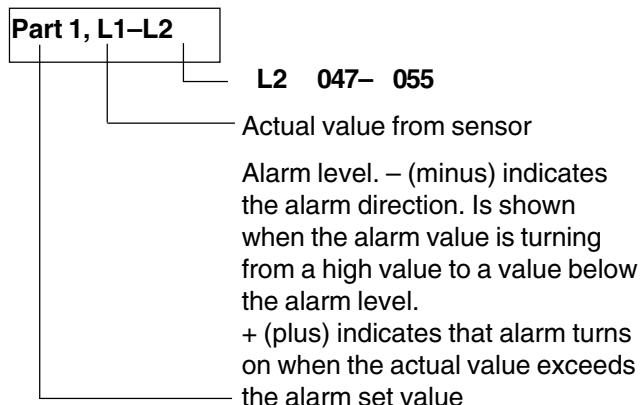 Part 1, L1–L2
L2 047– 055
Actual value from sensor
Alarm level. – (minus) indicates
the alarm direction. Is shown
when the alarm value is turning
from a high value to a value below
the alarm level.
+ (plus) indicates that alarm turns
on when the actual value exceeds
the alarm set value